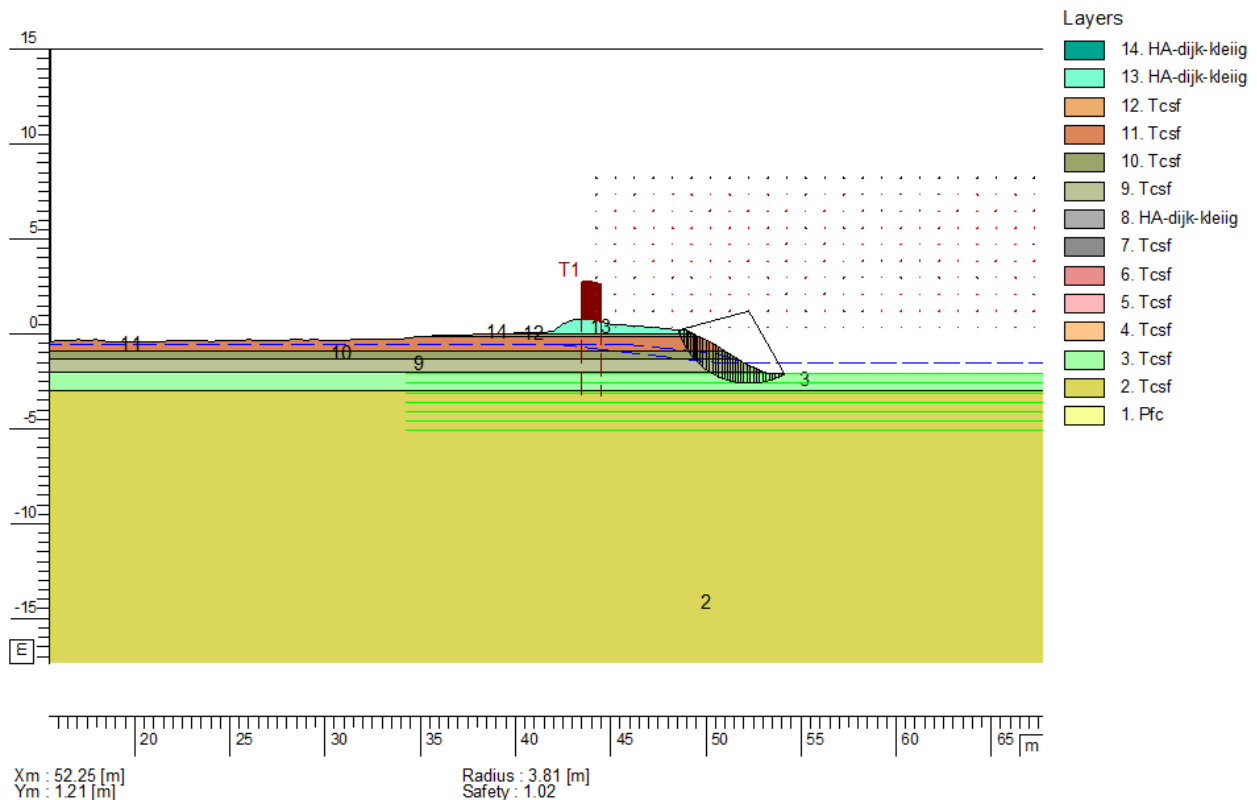 Layers
14. HA-dijk-kleiig
13. HA-dijk-kleiig
12. Tcsf
11. Tcsf
10. Tcsf
9. Tcsf
8. HA-dijk-kleiig
7. Tcsf
6. Tcsf
5. Tcsf
4. Tcsf
3. Tcsf
2. Tcsf
1. Pfc
15
10
5
0
-5
-10
-15
m
T1
11 10 9 14 12 13 3
2
20 25 30 35 40 45 50 55 60 65 m
Xm : 52.25 [m] Radius : 3.81 [m]
Ym : 1.21 [m] Safety : 1.02